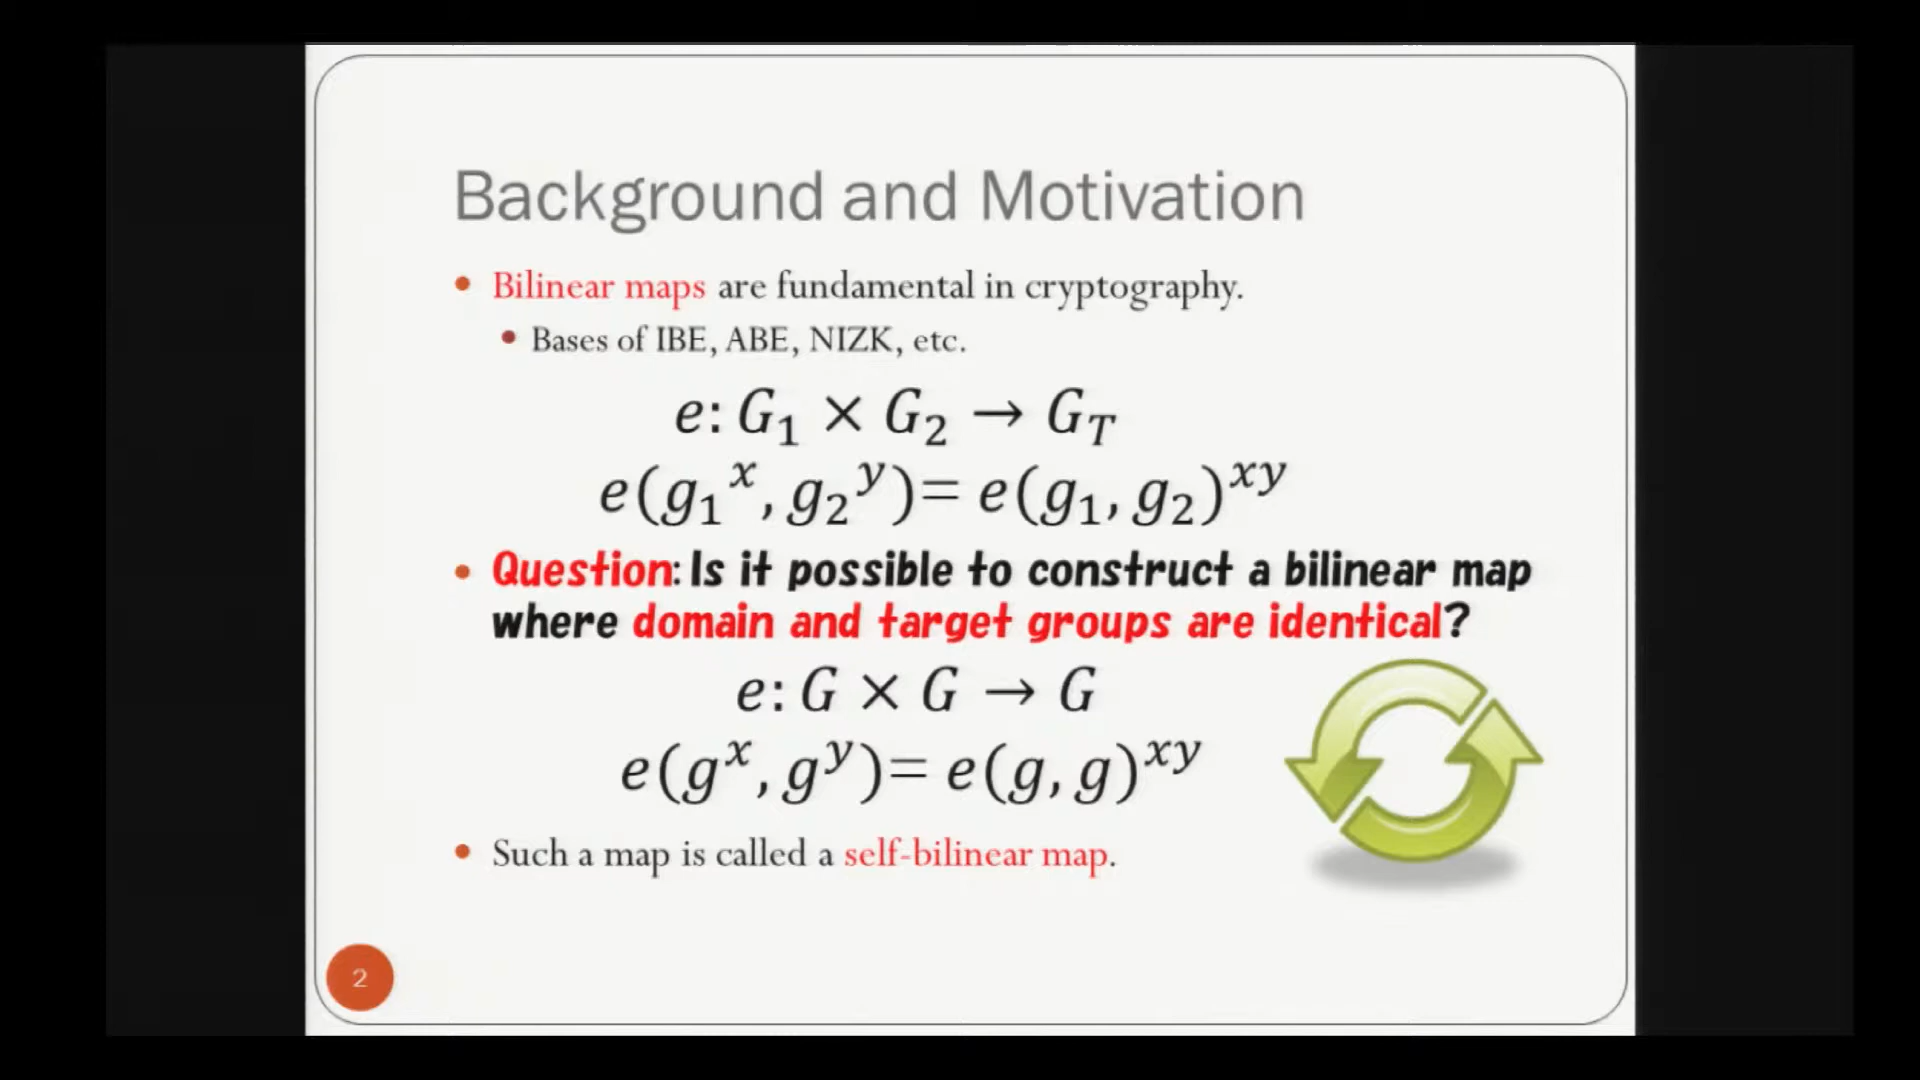 Background and Motivation
• Bilinear maps are fundamental in cryptography.
• Bases of IBE, ABE, NIZK, etc.
e: G₁ × G₂ → G_T
e(g₁ˣ, g₂ʸ)= e(g₁, g₂)ˣʸ
• Question: Is it possible to construct a bilinear map
where domain and target groups are identical?
e: G × G → G
e(gˣ, gʸ)= e(g, g)ˣʸ
• Such a map is called a self-bilinear map.
2